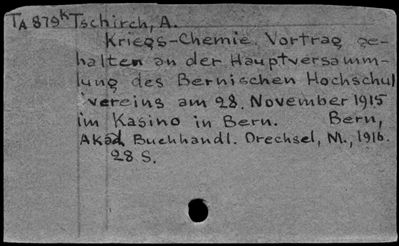 TA 879k Tschirch, A.
Kriegs-Chemie. Vortrag ge-
halten an der Hauptversamm-
lung des Bernischen Hochschul
vereins am 28. November 1915
im Kasino in Bern. Bern,
Akad. Buchhandl. Drechsel, M., 1916.
28 S.